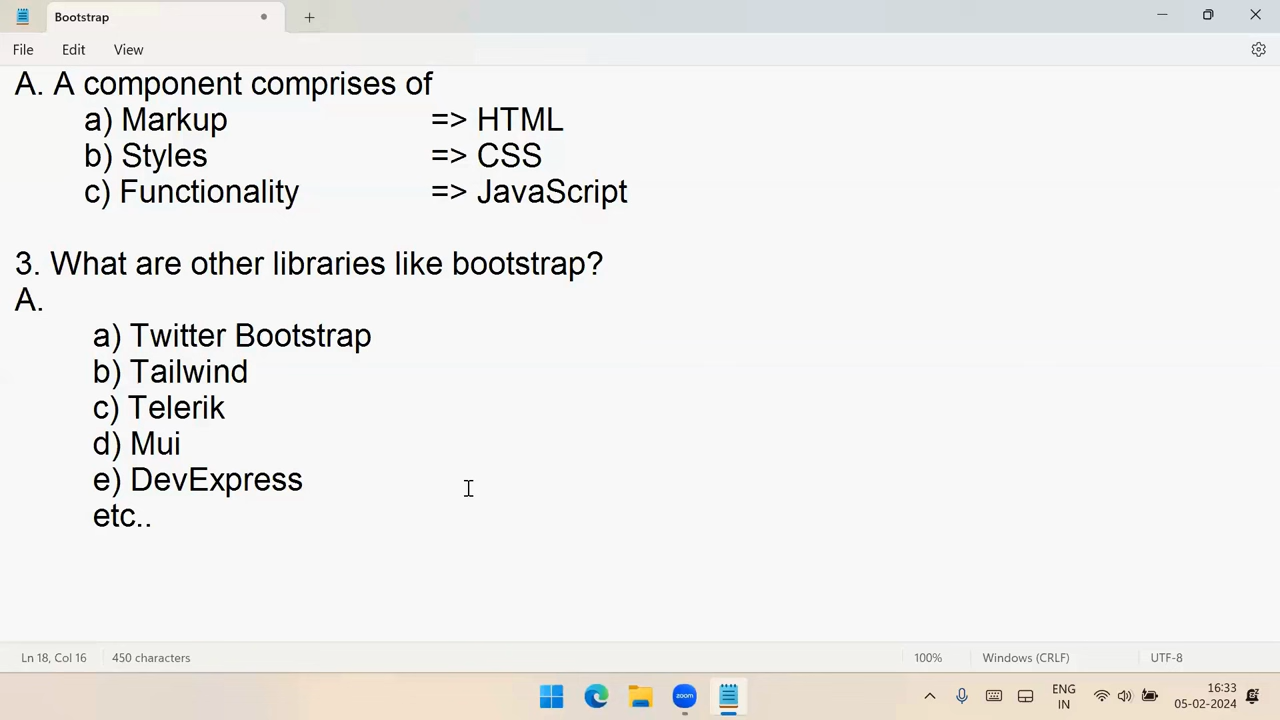 Bootstrap
File Edit View
A. A component comprises of
a) Markup => HTML
b) Styles => CSS
c) Functionality => JavaScript
3. What are other libraries like bootstrap?
A.
a) Twitter Bootstrap
b) Tailwind
c) Telerik
d) Mui
e) DevExpress
etc..
Ln 18, Col 16 450 characters 100% Windows (CRLF) UTF-8
zoom
ENG
IN
16:33
05-02-2024